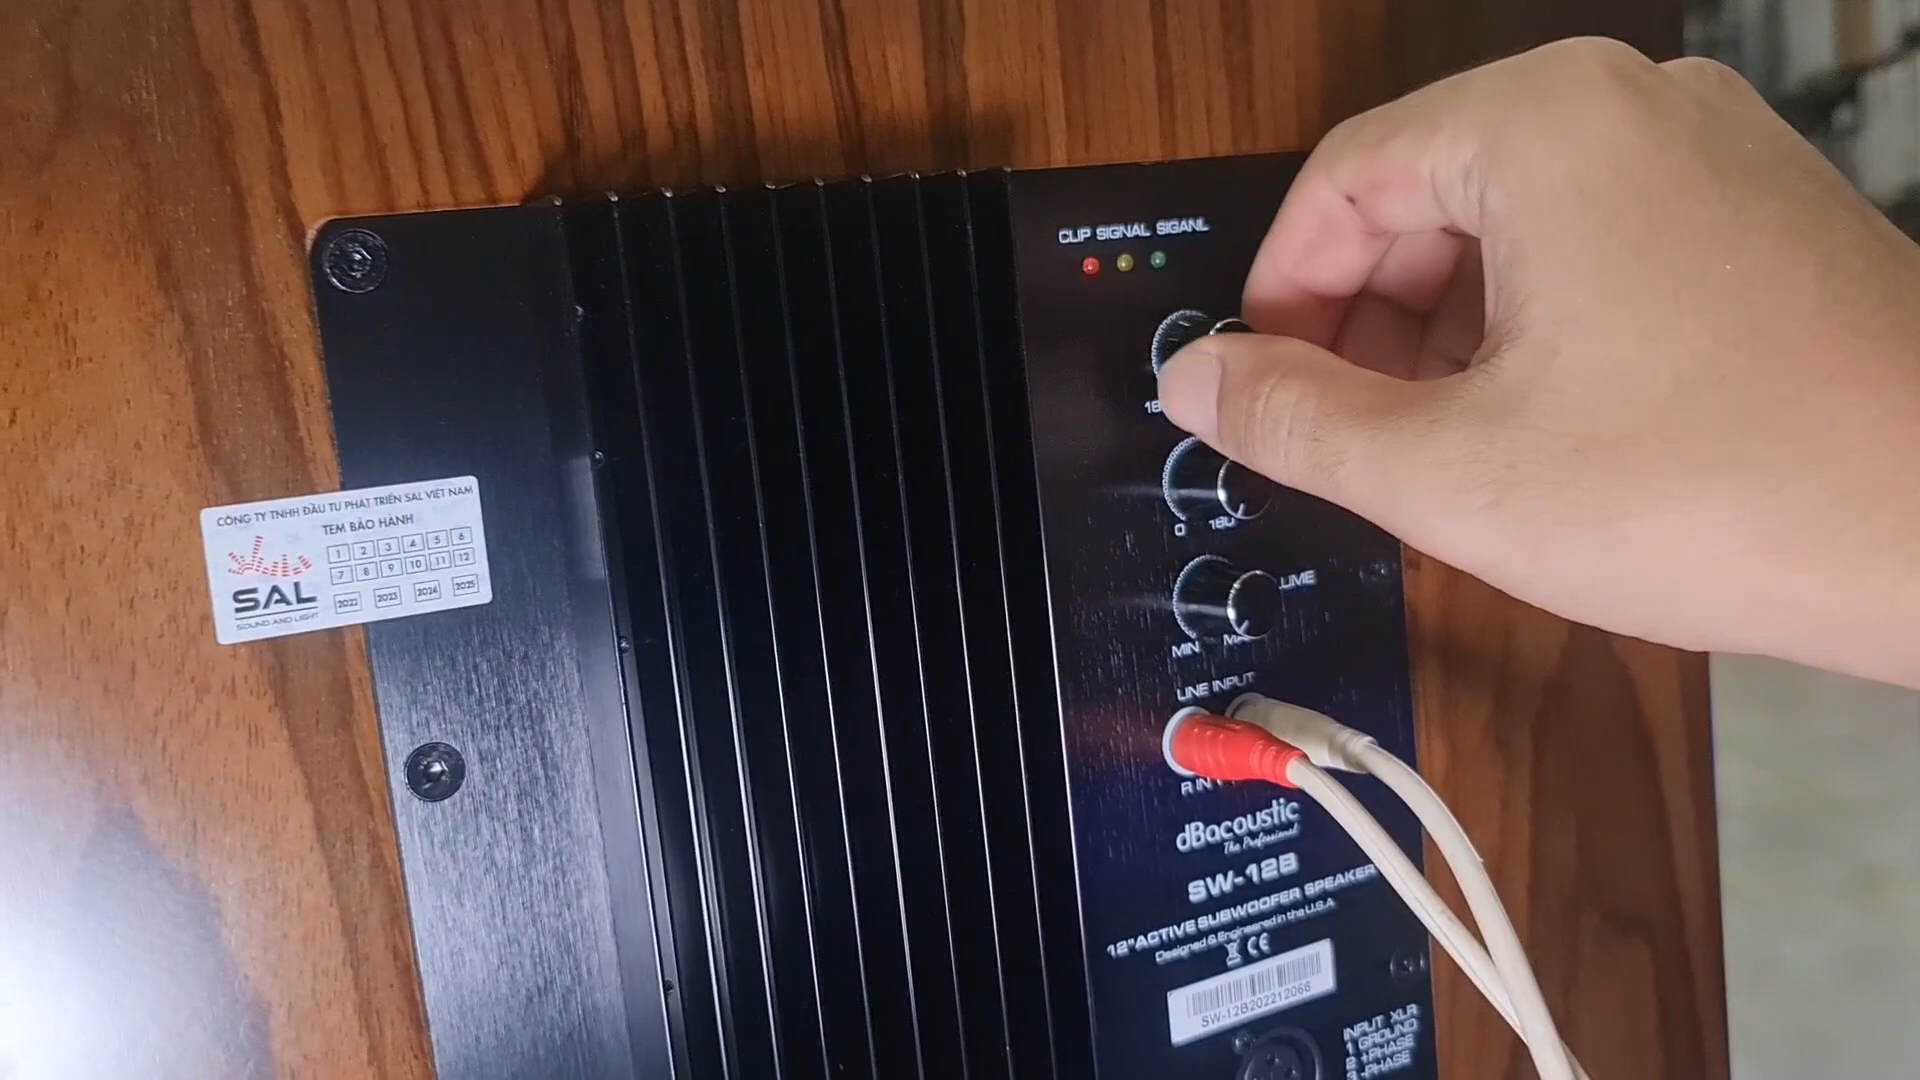 CLIP SIGNAL SIGANL
0 180
MIN
LINE INPUT
R IN
dBacoustic
The Professional
SW-12B
12"ACTIVE SUBWOOFER SPEAKER
Designed & Engineered in the U.S.A
CE
SW-12B202212066
INPUT XLR
1 GROUND
2 +PHASE
3 -PHASE
CÔNG TY TNHH ĐẦU TƯ PHÁT TRIỂN SAL VIỆT NAM
TEM BẢO HÀNH
1 2 3 4 5 6
7 8 9 10 11 12
2022 2023 2024 2025
SAL
SOUND AND LIGHT